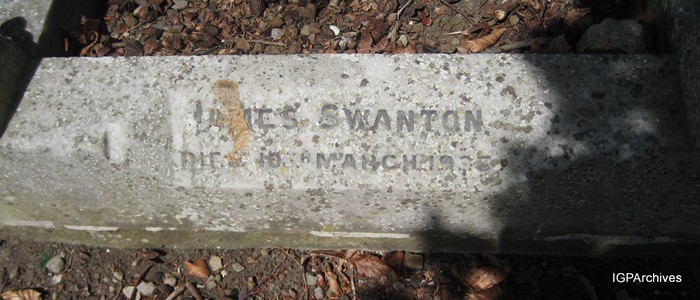 JAMES SWANTON
DIED 10TH MARCH
IGPArchives